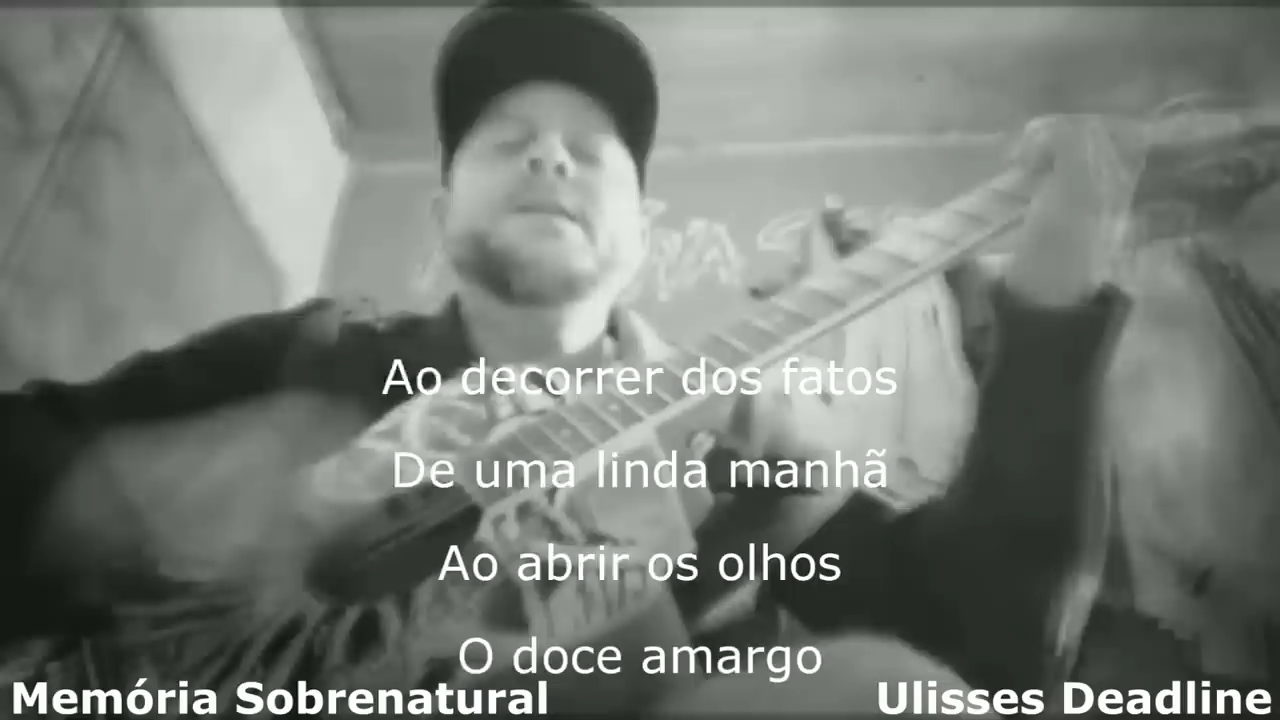 Ao decorrer dos fatos
De uma linda manhã
Ao abrir os olhos
O doce amargo
Memória Sobrenatural
Ulisses Deadline